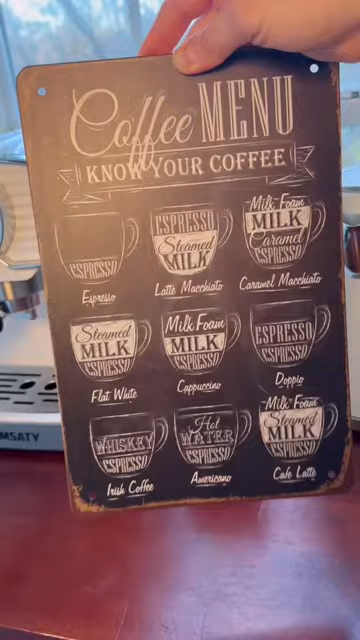 Coffee MENU
KNOW YOUR COFFEE
ESPRESSO
Espresso
ESPRESSO
Steamed
MILK
Latte Macchiato
Milk Foam
MILK
Caramel
ESPRESSO
Caramel Macchiato
Steamed
MILK
ESPRESSO
Flat White
Milk Foam
MILK
ESPRESSO
Cappuccino
ESPRESSO
ESPRESSO
Doppio
WHISKEY
ESPRESSO
Irish Coffee
Hot
WATER
ESPRESSO
Americano
Milk Foam
Steamed
MILK
ESPRESSO
Cafe Latte
MSATY